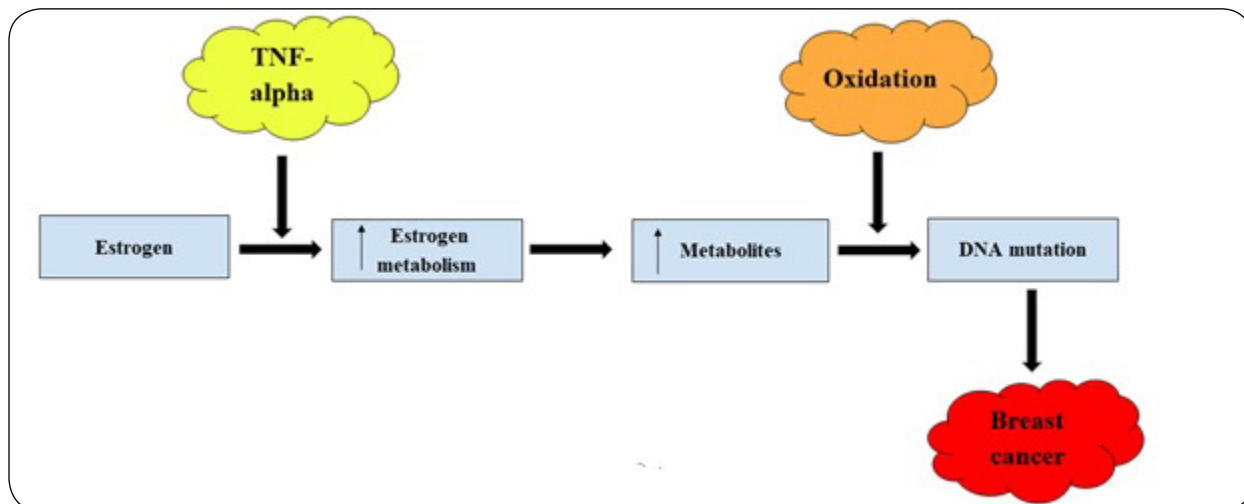 TNF-
alpha
Oxidation
Estrogen
Estrogen
metabolism
Metabolites
DNA mutation
Breast
cancer